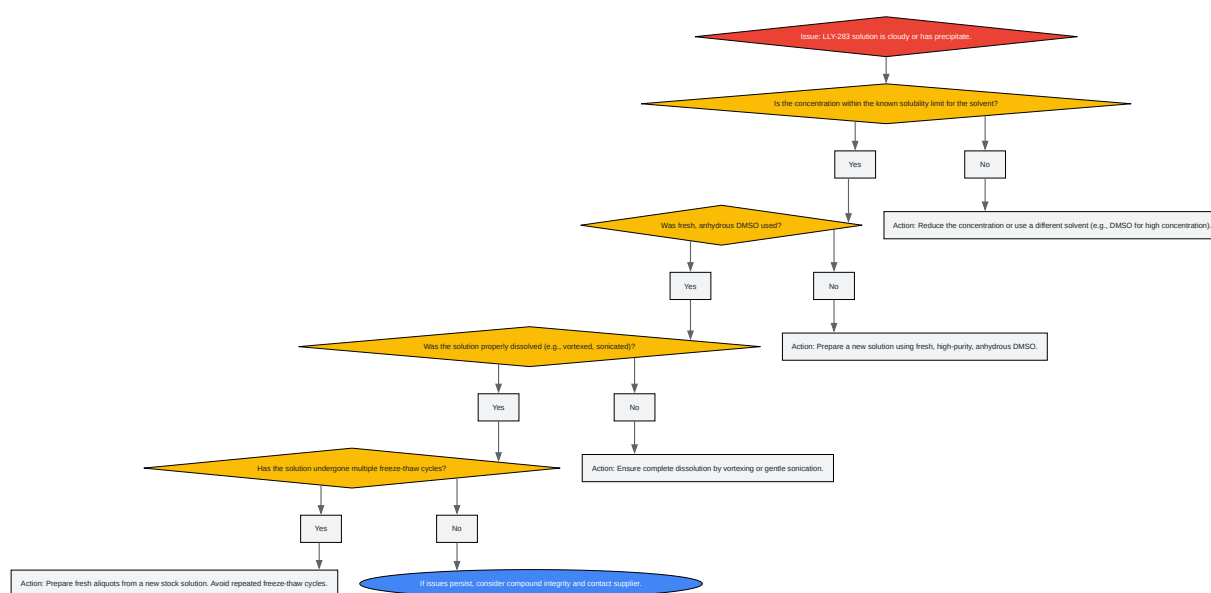 Issue: LLY-283 solution is cloudy or has precipitate.
Is the concentration within the known solubility limit for the solvent?
Yes
No
Was fresh, anhydrous DMSO used?
Action: Reduce the concentration or use a different solvent (e.g., DMSO for high concentration).
Yes
No
Was the solution properly dissolved (e.g., vortexed, sonicated)?
Action: Prepare a new solution using fresh, high-purity, anhydrous DMSO.
Yes
No
Has the solution undergone multiple freeze-thaw cycles?
Action: Ensure complete dissolution by vortexing or gentle sonication.
Yes
No
Action: Prepare fresh aliquots from a new stock solution. Avoid repeated freeze-thaw cycles.
If issues persist, consider compound integrity and contact supplier.